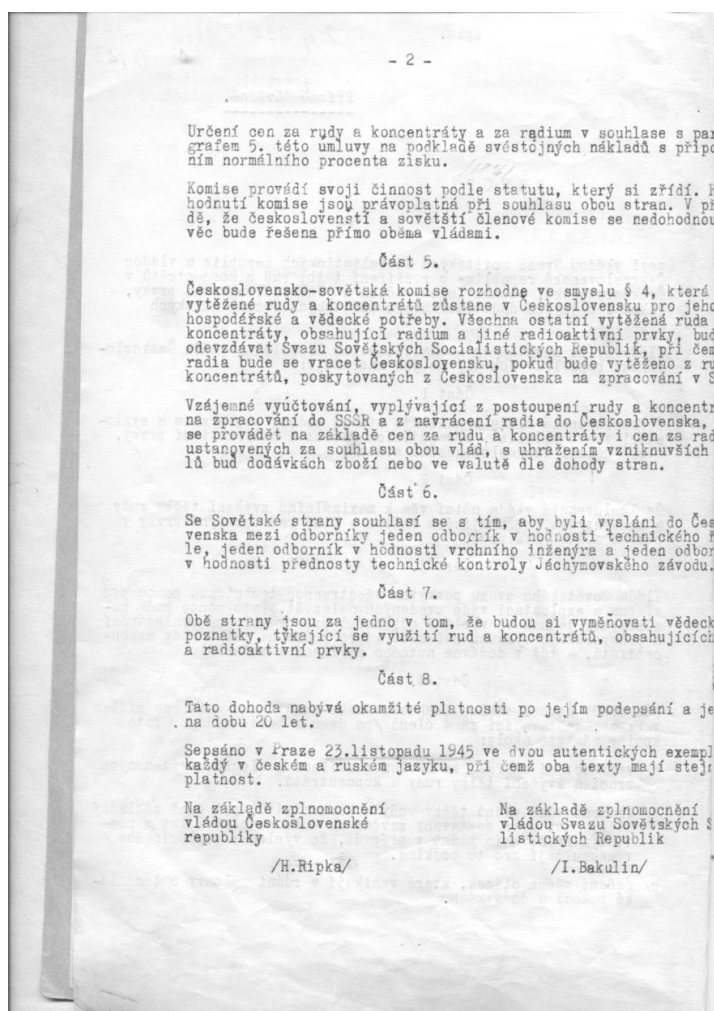 - 2 -
Určení cen za rudy a koncentráty a za radium v souhlase s par
grafem 5. této úmluvy na podkladě svéstojných nákladů s připo
ním normálního procenta zisku.
Komise provádí svoji činnost podle statutu, který si zřídí.
hodnutí komise jsou právoplatná při souhlasu obou stran. V př
dě, že českoslovenští a sovětští členové komise se nedohodnou
věc bude řešena přímo oběma vládami.
Část 5.
Československo-sovětská komise rozhodne ve smyslu § 4, která
vytěžené rudy a koncentrátů zůstane v Československu pro jeho
hospodářské a vědecké potřeby. Všechna ostatní vytěžená ruda
koncentráty, obsahující radium a jiné radioaktivní prvky, bud
odevzdávat Svazu Sovětských Socialistických Republik, při čem
radia bude se vracet Československu, pokud bude vytěženo z ru
koncentrátů, poskytovaných z Československa na zpracování v S
Vzájemné vyúčtování, vyplývající z postoupení rudy a koncentr
na zpracování do SSSR a z navrácení radia do Československa,
se provádět na základě cen za rudu a koncentráty i cen za rad
ustanovených za souhlasu obou vlád, s uhražením vzniknuvších
lů buď dodávkách zboží nebo ve valutě dle dohody stran.
Část 6.
Se Sovětské strany souhlasí se s tím, aby byli vysláni do Čes
venska mezi odborníky jeden odborník v hodnosti technického ř
le, jeden odborník v hodnosti vrchního inženýra a jeden odbor
v hodnosti přednosty technické kontroly Jáchymovského závodu.
Část 7.
Obě strany jsou za jedno v tom, že budou si vyměňovati vědeck
poznatky, týkající se využití rud a koncentrátů, obsahujících
a radioaktivní prvky.
Část 8.
Tato dohoda nabývá okamžité platnosti po jejím podepsání a je
na dobu 20 let.
Sepsáno v Praze 23.listopadu 1945 ve dvou autentických exempl
každý v českém a ruském jazyku, při čemž oba texty mají stejn
platnost.
Na základě zplnomocnění
vládou Československé
republiky
/H.Ripka/
Na základě zplnomocnění
vládou Svazu Sovětských S
listických Republik
/I.Bakulin/